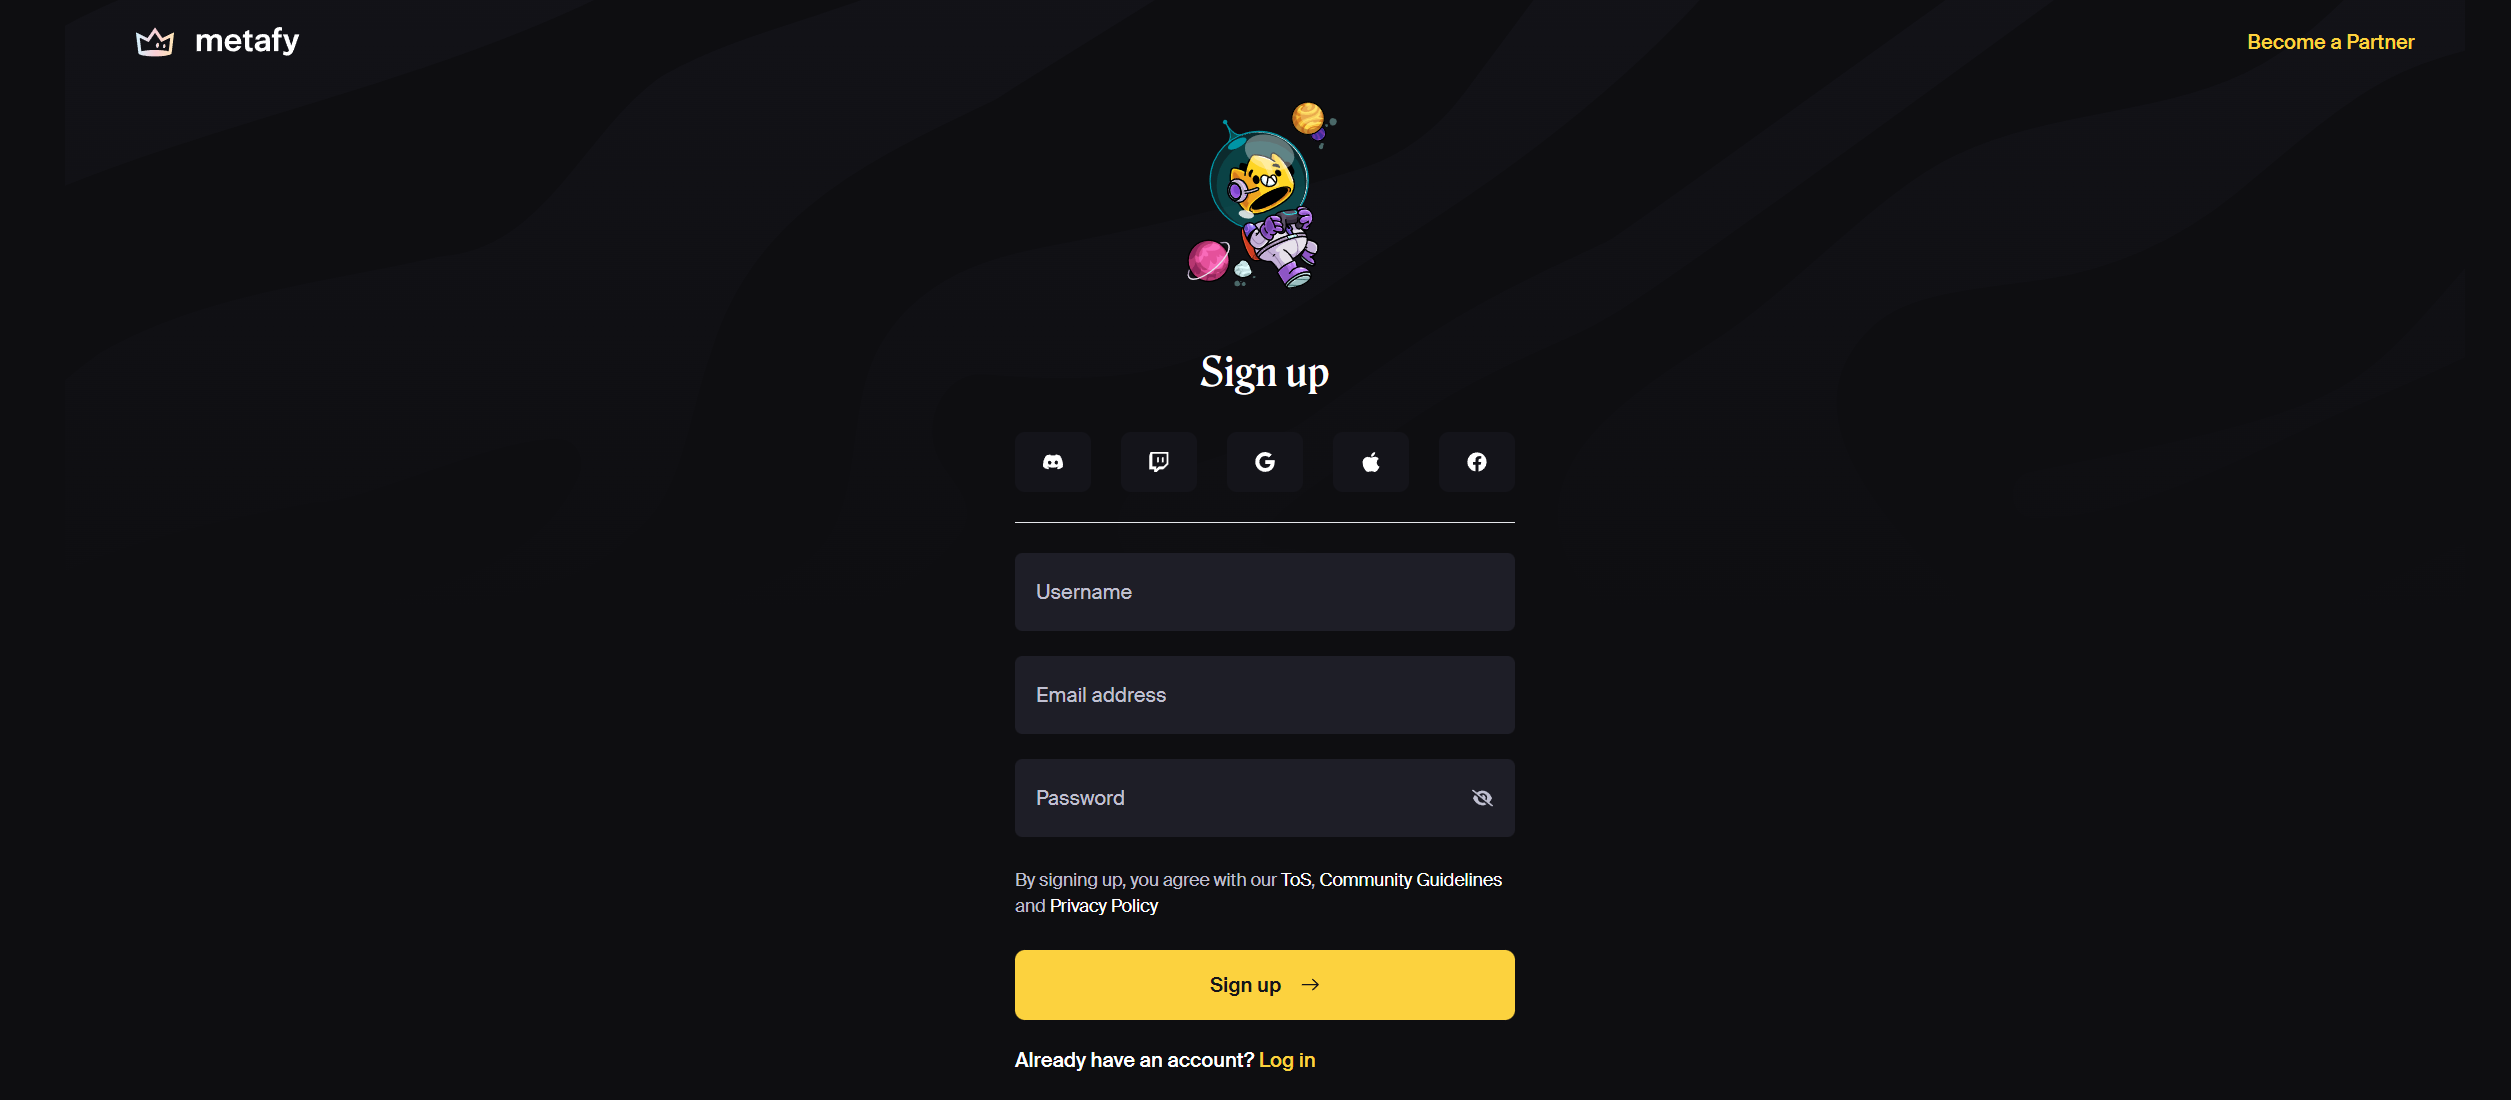 metafy
Become a Partner
Sign up
Username
Email address
Password
By signing up, you agree with our ToS, Community Guidelines
and Privacy Policy
Sign up →
Already have an account? Log in